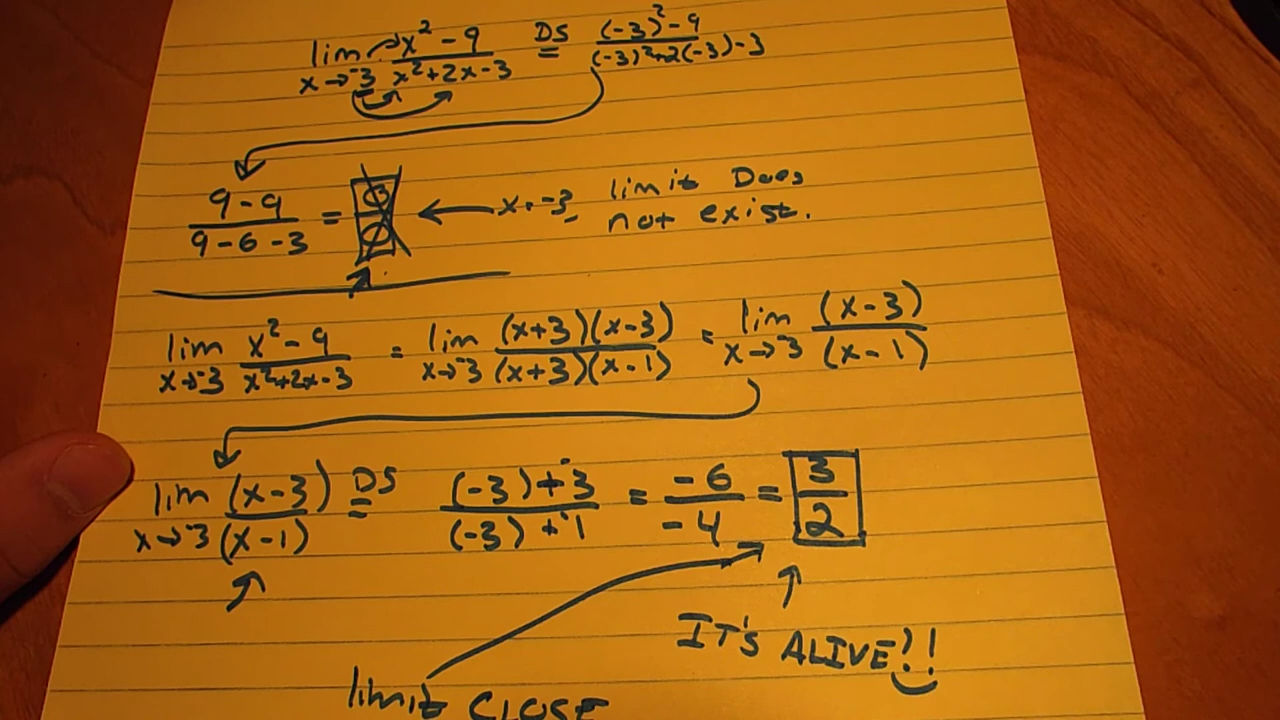 lim x→-3 x²-9 / x²+2x-3 DS = (-3)²-9 / (-3)²+2(-3)-3
9-9 / 9-6-3 = 0/0 ← x→-3 limit Does not exist.
lim x→-3 x²-9 / x²+2x-3 = lim x→-3 (x+3)(x-3) / (x+3)(x-1) = lim x→-3 (x-3) / (x-1)
lim x→-3 (x-3) / (x-1) DS = (-3)+-3 / (-3)+-1 = -6 / -4 = 3/2
IT'S ALIVE?!
limit CLOSE